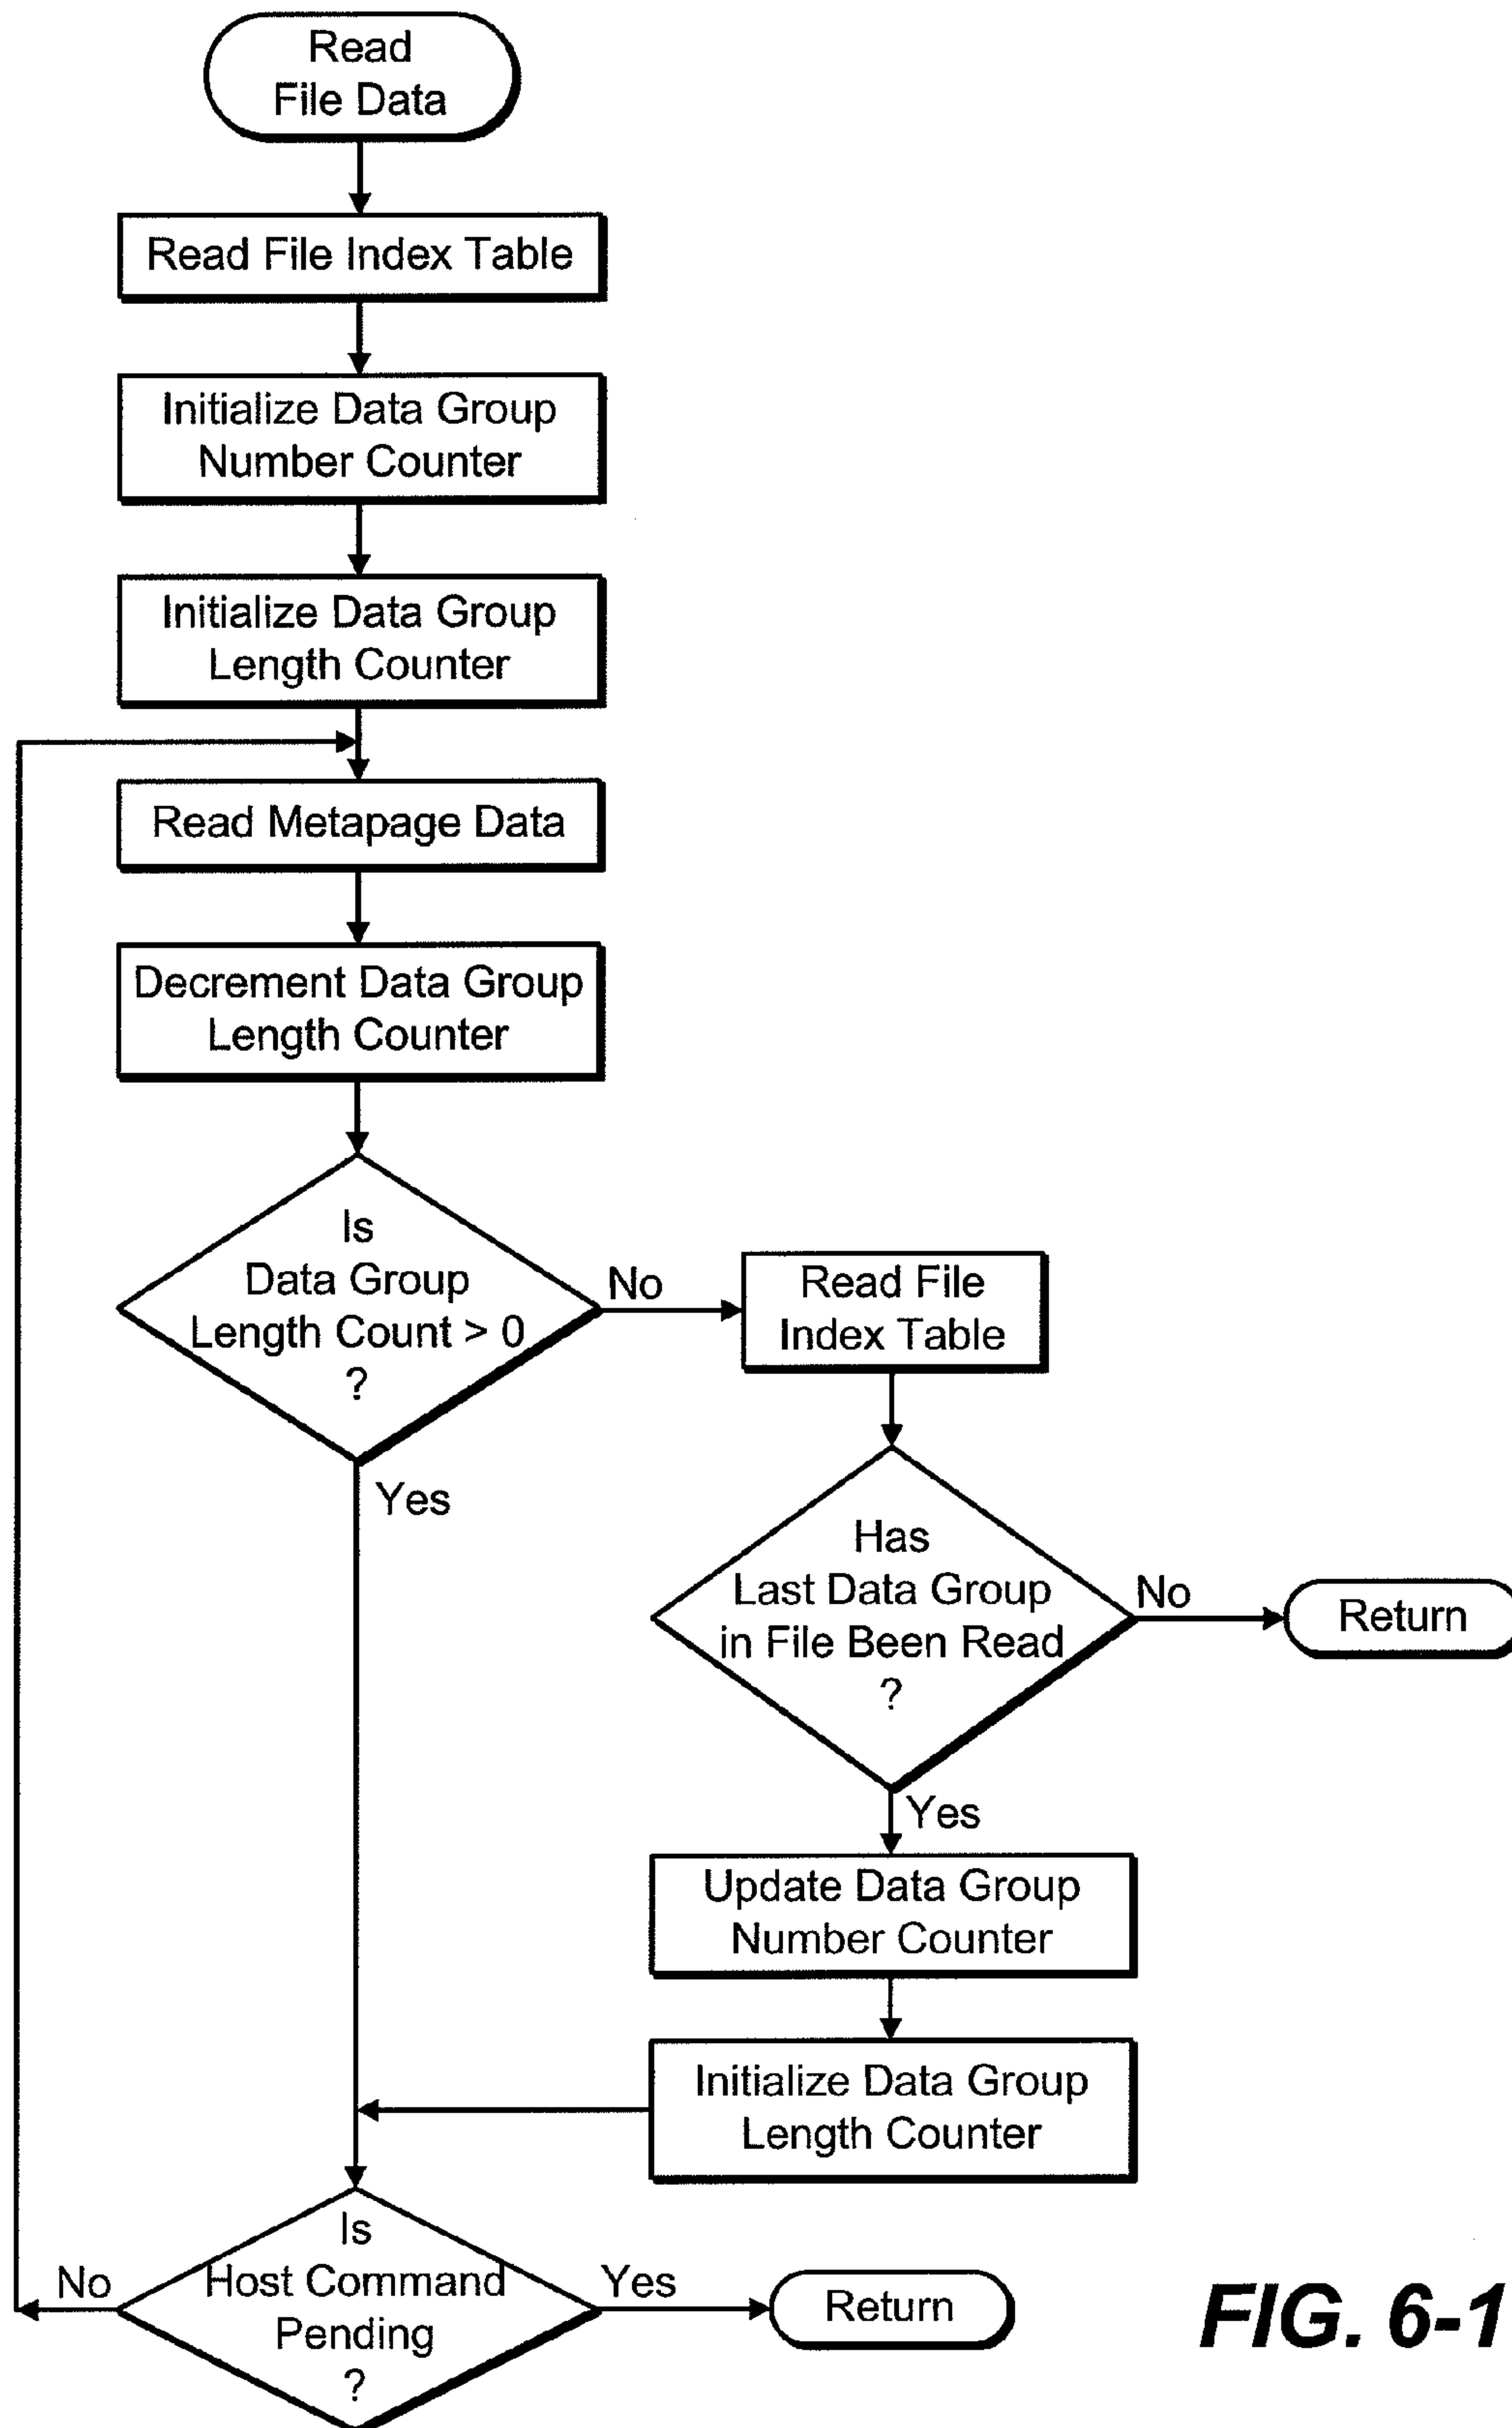 Read
File Data
Read File Index Table
Initialize Data Group
Number Counter
Initialize Data Group
Length Counter
Read Metapage Data
Decrement Data Group
Length Counter
Is
Data Group
Length Count > 0
?
No
Read File
Index Table
Yes
Has
Last Data Group
in File Been Read
?
No
Return
Yes
Update Data Group
Number Counter
Initialize Data Group
Length Counter
Is
Host Command
Pending
?
No
Yes
Return
FIG. 6-1